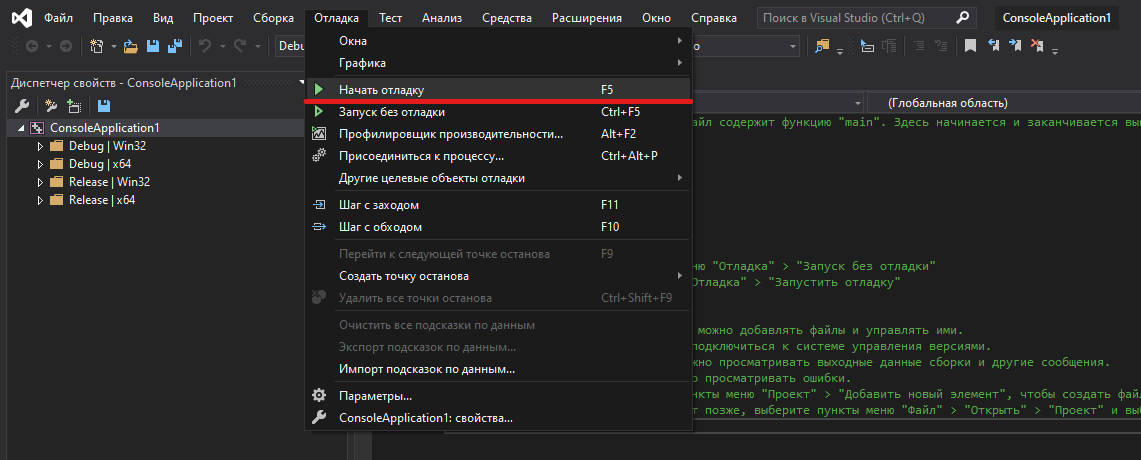 Файл Правка Вид Проект Сборка Отладка Тест Анализ Средства Расширения Окно Справка Поиск в Visual Studio (Ctrl+Q) ConsoleApplication1
Debu
Диспетчер свойств - ConsoleApplication1
ConsoleApplication1
Debug | Win32
Debug | x64
Release | Win32
Release | x64
Окна
Графика
Начать отладку F5
Запуск без отладки Ctrl+F5
Профилировщик производительности... Alt+F2
Присоединиться к процессу... Ctrl+Alt+P
Другие целевые объекты отладки
Шаг с заходом F11
Шаг с обходом F10
Перейти к следующей точке останова F9
Создать точку останова
Удалить все точки останова Ctrl+Shift+F9
Очистить все подсказки по данным
Экспорт подсказок по данным...
Импорт подсказок по данным...
Параметры...
ConsoleApplication1: свойства...
(Глобальная область)
айл содержит функцию "main". Здесь начинается и заканчивается вы
ню "Отладка" > "Запуск без отладки"
Отладка" > "Запустить отладку"
можно добавлять файлы и управлять ими.
подключиться к системе управления версиями.
жно просматривать выходные данные сборки и другие сообщения.
о просматривать ошибки.
нкты меню "Проект" > "Добавить новый элемент", чтобы создать фай
т позже, выберите пункты меню "Файл" > "Открыть" > "Проект" и вы